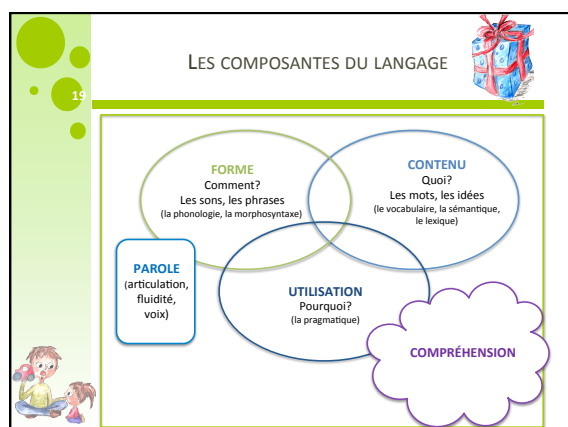 LES COMPOSANTES DU LANGAGE
19
FORME
Comment?
Les sons, les phrases
(la phonologie, la morphosyntaxe)
CONTENU
Quoi?
Les mots, les idées
(le vocabulaire, la sémantique,
le lexique)
PAROLE
(articulation,
fluidité,
voix)
UTILISATION
Pourquoi?
(la pragmatique)
COMPRÉHENSION